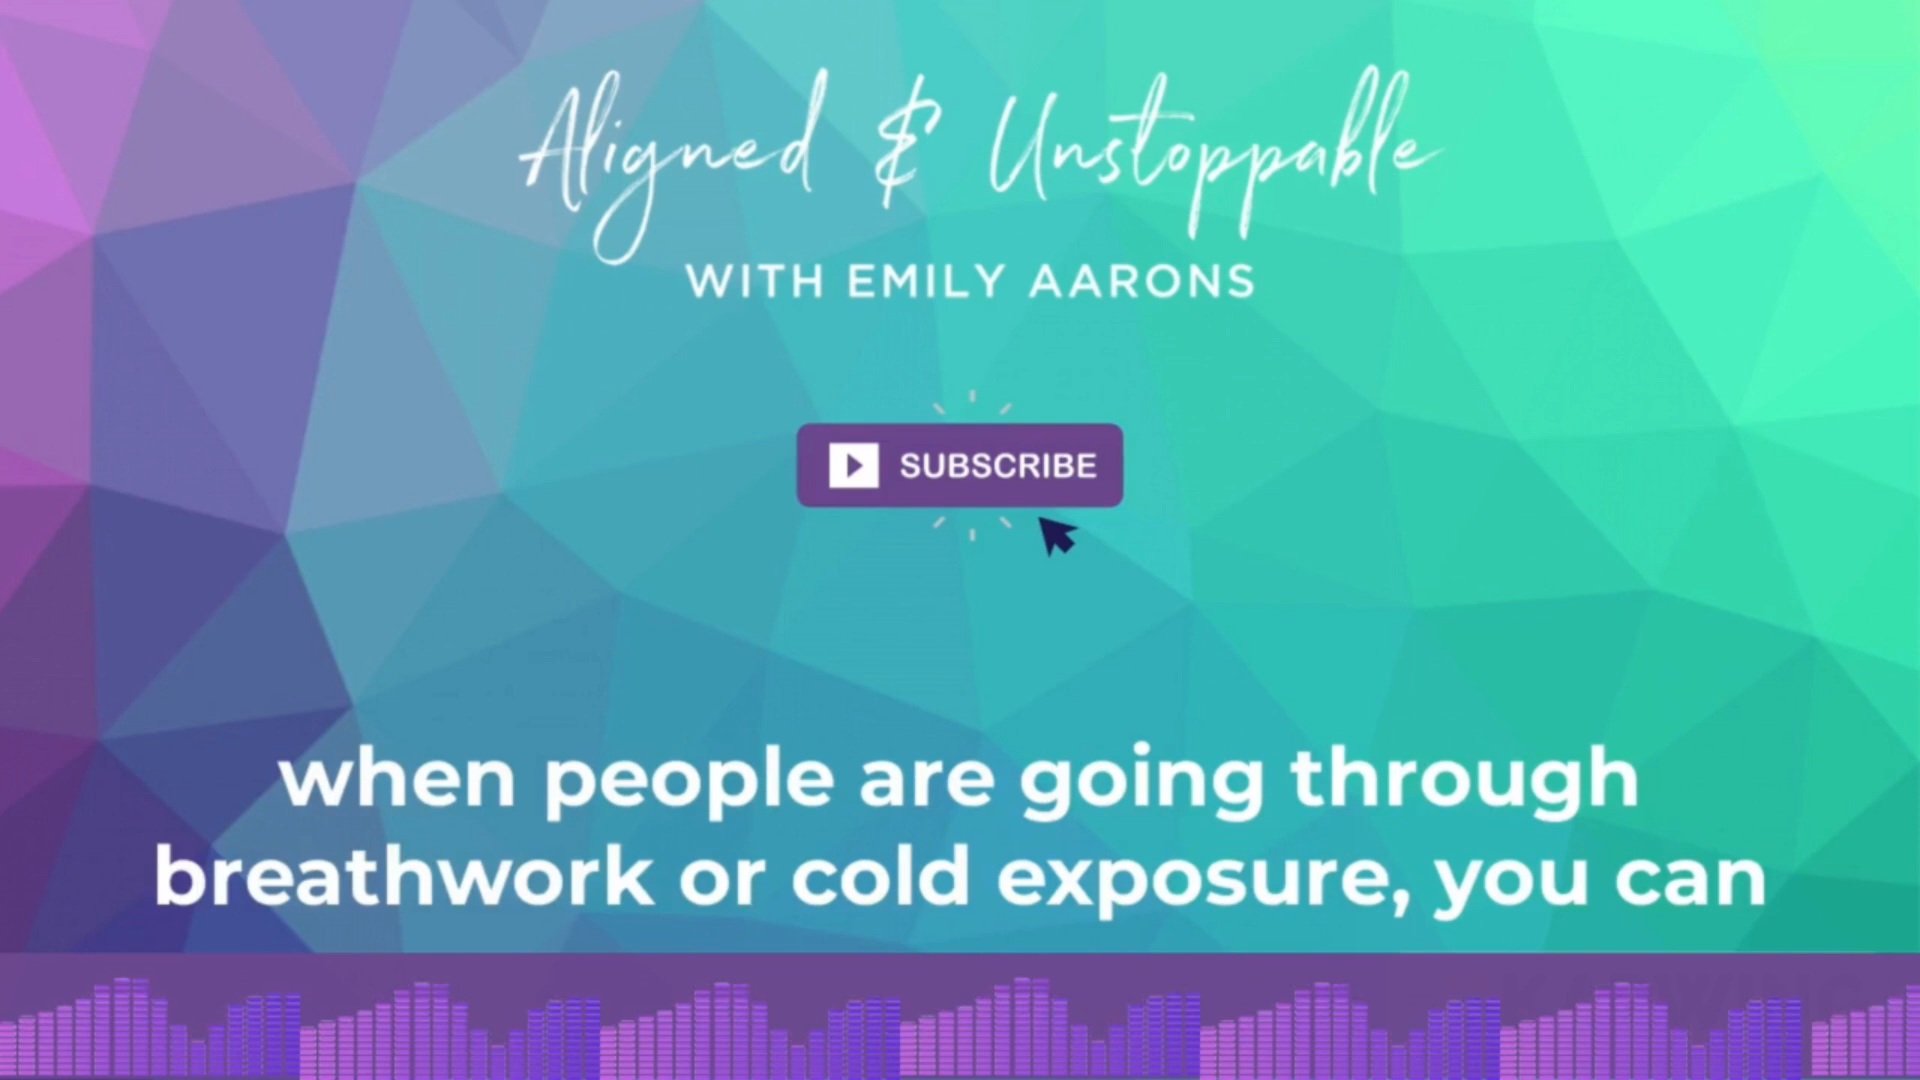 Aligned & Unstoppable
WITH EMILY AARONS
SUBSCRIBE
when people are going through
breathwork or cold exposure, you can